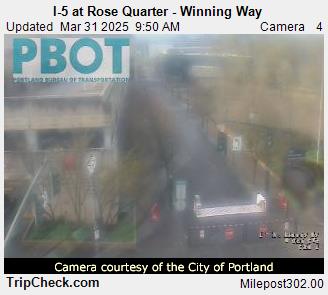 I-5 at Rose Quarter - Winning Way
Updated Mar 31 2025 9:50 AM Camera 4
PBOT
PORTLAND BUREAU OF TRANSPORTATION
Camera courtesy of the City of Portland
TripCheck.com Milepost302.00